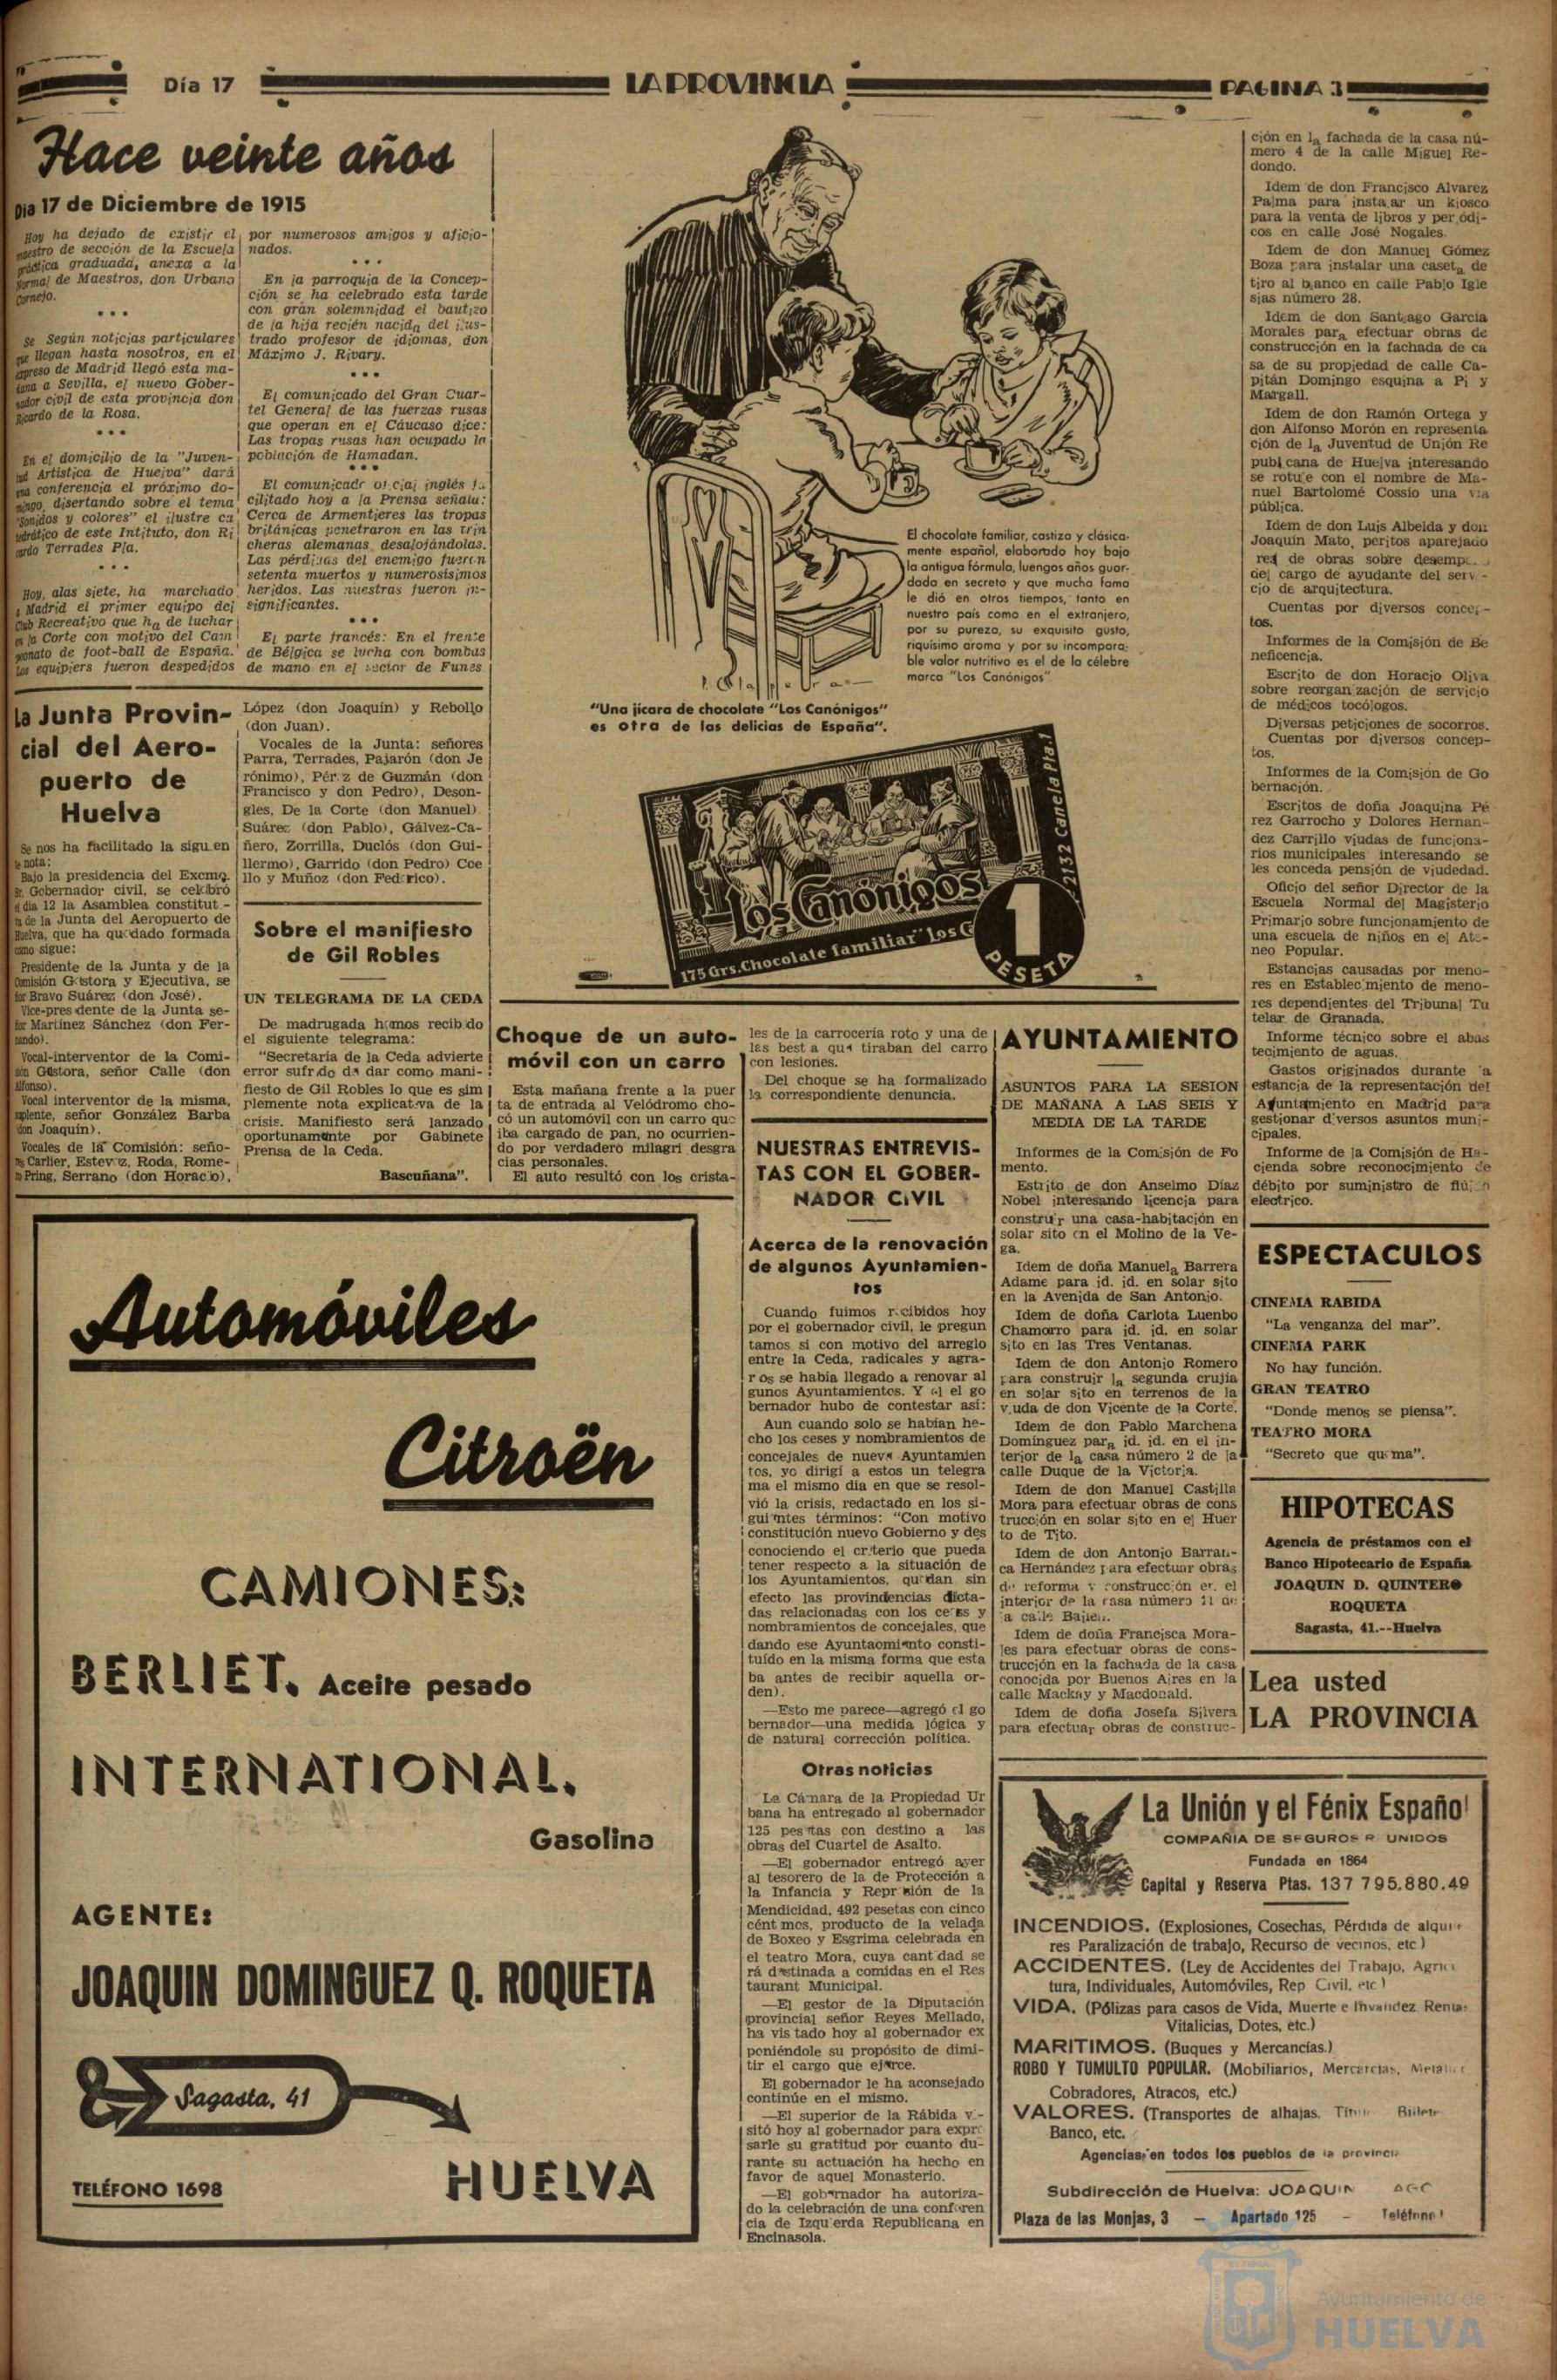 Día 17
LA PROVINCIA
PAGINA 3
Hace veinte años
Dia 17 de Diciembre de 1915
Hoy ha dejado de existir el
maestro de sección de la Escuela
práctica graduada, anexa a la
Normal de Maestros, don Urbano
Cornejo.
* * *
Se Según noticias particulares
que llegan hasta nosotros, en el
expreso de Madrid llegó esta ma-
ñana a Sevilla, el nuevo Gober-
nador civil de esta provincia don
Ricardo de la Rosa.
* * *
En el domicilio de la "Juven-
tud Artística de Huelva" dará
una conferencia el próximo do-
mingo, disertando sobre el tema
"Sonidos y colores" el ilustre ca
tedrático de este Intituto, don Ri
cardo Terrades Pla.
* * *
Hoy, alas siete, ha marchado
a Madrid el primer equipo del
Club Recreativo que ha de luchar
en la Corte con motivo del Cam
peonato de foot-ball de España.
Los equipiers fueron despedidos
por numerosos amigos y aficio-
nados.
* * *
En la parroquia de la Concep-
ción se ha celebrado esta tarde
con gran solemnidad el bautizo
de la hija recién nacida del ilus-
trado profesor de idiomas, don
Máximo J. Rivary.
* * *
El comunicado del Gran Cuar-
tel General de las fuerzas rusas
que operan en el Cáucaso dice:
Las tropas rusas han ocupado la
población de Hamadan.
* * *
El comunicado oficial inglés fa
cilitado hoy a la Prensa señala:
Cerca de Armentieres las tropas
británicas penetraron en las trin
cheras alemanas desalojándolas.
Las pérdidas del enemigo fueron
setenta muertos y numerosísimos
heridos. Las nuestras fueron in-
significantes.
* * *
El parte francés: En el frente
de Bélgica se lucha con bombas
de mano en el sector de Funes
La Junta Provin-
cial del Aero-
puerto de
Huelva
Se nos ha facilitado la siguien
te nota:
Bajo la presidencia del Excmo.
Sr. Gobernador civil, se celebró
el dia 12 la Asamblea constitut -
va de la Junta del Aeropuerto de
Huelva, que ha quedado formada
como sigue:
Presidente de la Junta y de la
Comisión Gestora y Ejecutiva, se
ñor Bravo Suárez (don José).
Vice-presidente de la Junta se-
ñor Martínez Sánchez (don Fer-
nando).
Vocal-interventor de la Comi-
sión Gestora, señor Calle (don
Alfonso).
Vocal interventor de la misma,
suplente, señor González Barba
(don Joaquín).
Vocales de la Comisión: seño-
res Carlier, Estevez, Roda, Rome-
ro Pring, Serrano (don Horacio),
López (don Joaquín) y Rebollo
(don Juan).
Vocales de la Junta: señores
Parra, Terrades, Pajarón (don Je
rónimo), Pérez de Guzmán (don
Francisco y don Pedro), Deson-
gles, De la Corte (don Manuel)
Suárez (don Pablo), Gálvez-Ca-
ñero, Zorrilla, Duclós (don Gui-
llermo), Garrido (don Pedro) Coe
llo y Muñoz (don Federico).
Sobre el manifiesto
de Gil Robles
UN TELEGRAMA DE LA CEDA
De madrugada hemos recibido
el siguiente telegrama:
"Secretaría de la Ceda advierte
error sufrido da dar como mani-
fiesto de Gil Robles lo que es sim
plemente nota explicativa de la
crisis. Manifiesto será lanzado
oportunamente por Gabinete
Prensa de la Ceda.
Bascuñana".
El chocolate familiar, castiza y clásica-
mente español, elaborado hoy bajo
la antigua fórmula, luengos años guar-
dada en secreto y que mucha fama
le dió en otros tiempos, tanto en
nuestro país como en el extranjero,
por su pureza, su exquisito gusto,
riquísimo aroma y por su incompara-
ble valor nutritivo es el de la célebre
marca "Los Canónigos"
"Una jícara de chocolate "Los Canónigos"
es otra de las delicias de España".
2132 Canela Pta.1
Los Canónigos
175 Grs. Chocolate familiar "Los C
1
PESETA
Choque de un auto-
móvil con un carro
Esta mañana frente a la puer
ta de entrada al Velódromo cho-
có un automóvil con un carro que
iba cargado de pan, no ocurrien-
do por verdadero milagri desgra
cias personales.
El auto resultó con los crista-
les de la carrocería roto y una de
las bestia que tiraban del carro
con lesiones.
Del choque se ha formalizado
la correspondiente denuncia.
NUESTRAS ENTREVIS-
TAS CON EL GOBER-
NADOR CIVIL
Acerca de la renovación
de algunos Ayuntamien-
tos
Cuando fuimos recibidos hoy
por el gobernador civil, le pregun
tamos si con motivo del arreglo
entre la Ceda, radicales y agra-
rios se había llegado a renovar al
gunos Ayuntamientos. Y el el go
bernador hubo de contestar así:
Aun cuando solo se habían he-
cho los ceses y nombramientos de
concejales de nueve Ayuntamien
tos, yo dirigí a estos un telegra
ma el mismo dia en que se resol-
vió la crisis, redactado en los si-
guientes términos: "Con motivo
constitución nuevo Gobierno y des
conociendo el criterio que pueda
tener respecto a la situación de
los Ayuntamientos, quedan sin
efecto las provindencias dicta-
das relacionadas con los ceses y
nombramientos de concejales, que
dando ese Ayuntaomiento consti-
tuído en la misma forma que esta
ba antes de recibir aquella or-
den).
—Esto me parece—agregó el go
bernador—una medida lógica y
de natural corrección política.
Otras noticias
La Cámara de la Propiedad Ur
bana ha entregado al gobernador
125 pesetas con destino a las
obras del Cuartel de Asalto.
—El gobernador entregó ayer
al tesorero de la de Protección a
la Infancia y Represión de la
Mendicidad, 492 pesetas con cinco
céntimos, producto de la velada
de Boxeo y Esgrima celebrada en
el teatro Mora, cuya cantidad se
rá destinada a comidas en el Res
taurant Municipal.
—El gestor de la Diputación
provincial señor Reyes Mellado,
ha visitado hoy al gobernador ex
poniéndole su propósito de dimi-
tir el cargo que ejerce.
El gobernador le ha aconsejado
continúe en el mismo.
—El superior de la Rábida vi-
sitó hoy al gobernador para expre
sarle su gratitud por cuanto du-
rante su actuación ha hecho en
favor de aquel Monasterio.
—El gobernador ha autoriza-
do la celebración de una conferen
cia de Izquierda Republicana en
Encinasola.
AYUNTAMIENTO
ASUNTOS PARA LA SESION
DE MAÑANA A LAS SEIS Y
MEDIA DE LA TARDE
Informes de la Comisión de Fo
mento.
Estrito de don Anselmo Díaz
Nobel interesando licencia para
construir una casa-habitación en
solar sito en el Molino de la Ve-
ga.
Idem de doña Manuela Barrera
Adame para id. id. en solar sito
en la Avenida de San Antonio.
Idem de doña Carlota Luenbo
Chamorro para id. id. en solar
sito en las Tres Ventanas.
Idem de don Antonio Romero
para construir la segunda crujía
en solar sito en terrenos de la
viuda de don Vicente de la Corte.
Idem de don Pablo Marchena
Domínguez para id. id. en el in-
terior de la casa número 2 de la
calle Duque de la Victoria.
Idem de don Manuel Castilla
Mora para efectuar obras de cons
trucción en solar sito en el Huer
to de Tito.
Idem de don Antonio Barran-
ca Hernández para efectuar obras
de reforma y construcción en el
interior de la casa número 11 de
la calle Bailen.
Idem de doña Francisca Mora-
les para efectuar obras de cons-
trucción en la fachada de la casa
conocida por Buenos Aires en la
calle Mackay y Macdonald.
Idem de doña Josefa Silvera
para efectuar obras de construc-
ción en la fachada de la casa nú-
mero 4 de la calle Miguel Re-
dondo.
Idem de don Francisco Alvarez
Palma para instalar un kiosco
para la venta de libros y periódi-
cos en calle José Nogales.
Idem de don Manuel Gómez
Boza para instalar una caseta de
tiro al blanco en calle Pablo Igle
sias número 28.
Idem de don Santiago García
Morales para efectuar obras de
construcción en la fachada de ca
sa de su propiedad de calle Ca-
pitán Domingo esquina a Pi y
Margall.
Idem de don Ramón Ortega y
don Alfonso Morón en representa
ción de la Juventud de Unión Re
publicana de Huelva interesando
se rotule con el nombre de Ma-
nuel Bartolomé Cossío una via
pública.
Idem de don Luis Albeida y don
Joaquín Mato, peritos aparejado
res de obras sobre desempeño
del cargo de ayudante del servi-
cio de arquitectura.
Cuentas por diversos concep-
tos.
Informes de la Comisión de Be
neficencia.
Escrito de don Horacio Oliva
sobre reorganización de servicio
de médicos tocólogos.
Diversas peticiones de socorros.
Cuentas por diversos concep-
tos.
Informes de la Comisión de Go
bernación.
Escritos de doña Joaquina Pé
rez Garrocho y Dolores Hernan-
dez Carrillo viudas de funciona-
rios municipales interesando se
les conceda pensión de viudedad.
Oficio del señor Director de la
Escuela Normal del Magisterio
Primario sobre funcionamiento de
una escuela de niños en el Ate-
neo Popular.
Estancias causadas por meno-
res en Establecimiento de meno-
res dependientes del Tribunal Tu
telar de Granada.
Informe técnico sobre el abas
tecimiento de aguas.
Gastos originados durante la
estancia de la representación del
Ayuntamiento en Madrid para
gestionar diversos asuntos muni-
cipales.
Informe de la Comisión de Ha-
cienda sobre reconocimiento de
débito por suministro de flúido
electrico.
ESPECTACULOS
CINEMA RABIDA
"La venganza del mar".
CINEMA PARK
No hay función.
GRAN TEATRO
"Donde menos se piensa".
TEATRO MORA
"Secreto que quema".
HIPOTECAS
Agencia de préstamos con el
Banco Hipotecario de España
JOAQUIN D. QUINTERO
ROQUETA
Sagasta, 41.--Huelva
Lea usted
LA PROVINCIA
Automóviles
Citroën
CAMIONES:
BERLIET. Aceite pesado
INTERNATIONAL.
Gasolina
AGENTE:
JOAQUIN DOMINGUEZ Q. ROQUETA
Sagasta, 41
TELÉFONO 1698
HUELVA
La Unión y el Fénix Español
COMPAÑIA DE SEGUROS R UNIDOS
Fundada en 1864
Capital y Reserva Ptas. 137 795.880.49
INCENDIOS. (Explosiones, Cosechas, Pérdida de alquile
res Paralización de trabajo, Recurso de vecinos, etc)
ACCIDENTES. (Ley de Accidentes del Trabajo, Agricul
tura, Individuales, Automóviles, Rep Civil, etc)
VIDA. (Pólizas para casos de Vida, Muerte e Invandez Rentas
Vitalicias, Dotes, etc.)
MARITIMOS. (Buques y Mercancías.)
ROBO Y TUMULTO POPULAR. (Mobiliarios, Mercancías,
Cobradores, Atracos, etc.)
VALORES. (Transportes de alhajas, Billetes
Banco, etc.
Agencias en todos los pueblos de la provincia
Subdirección de Huelva: JOAQUIN
Plaza de las Monjas, 3 — Apartado 125 — Teléfono
Ayuntamiento de
HUELVA